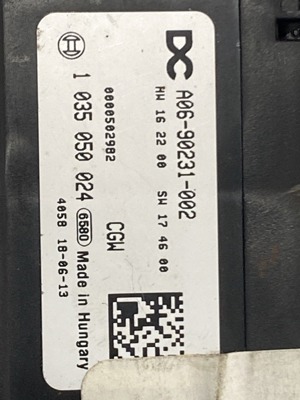 DC A06-90231-002
HW 16 22 00 SW 17 46 00
0000502982 CGW
1 035 050 024 6580 Made in Hungary
4058 18-06-13